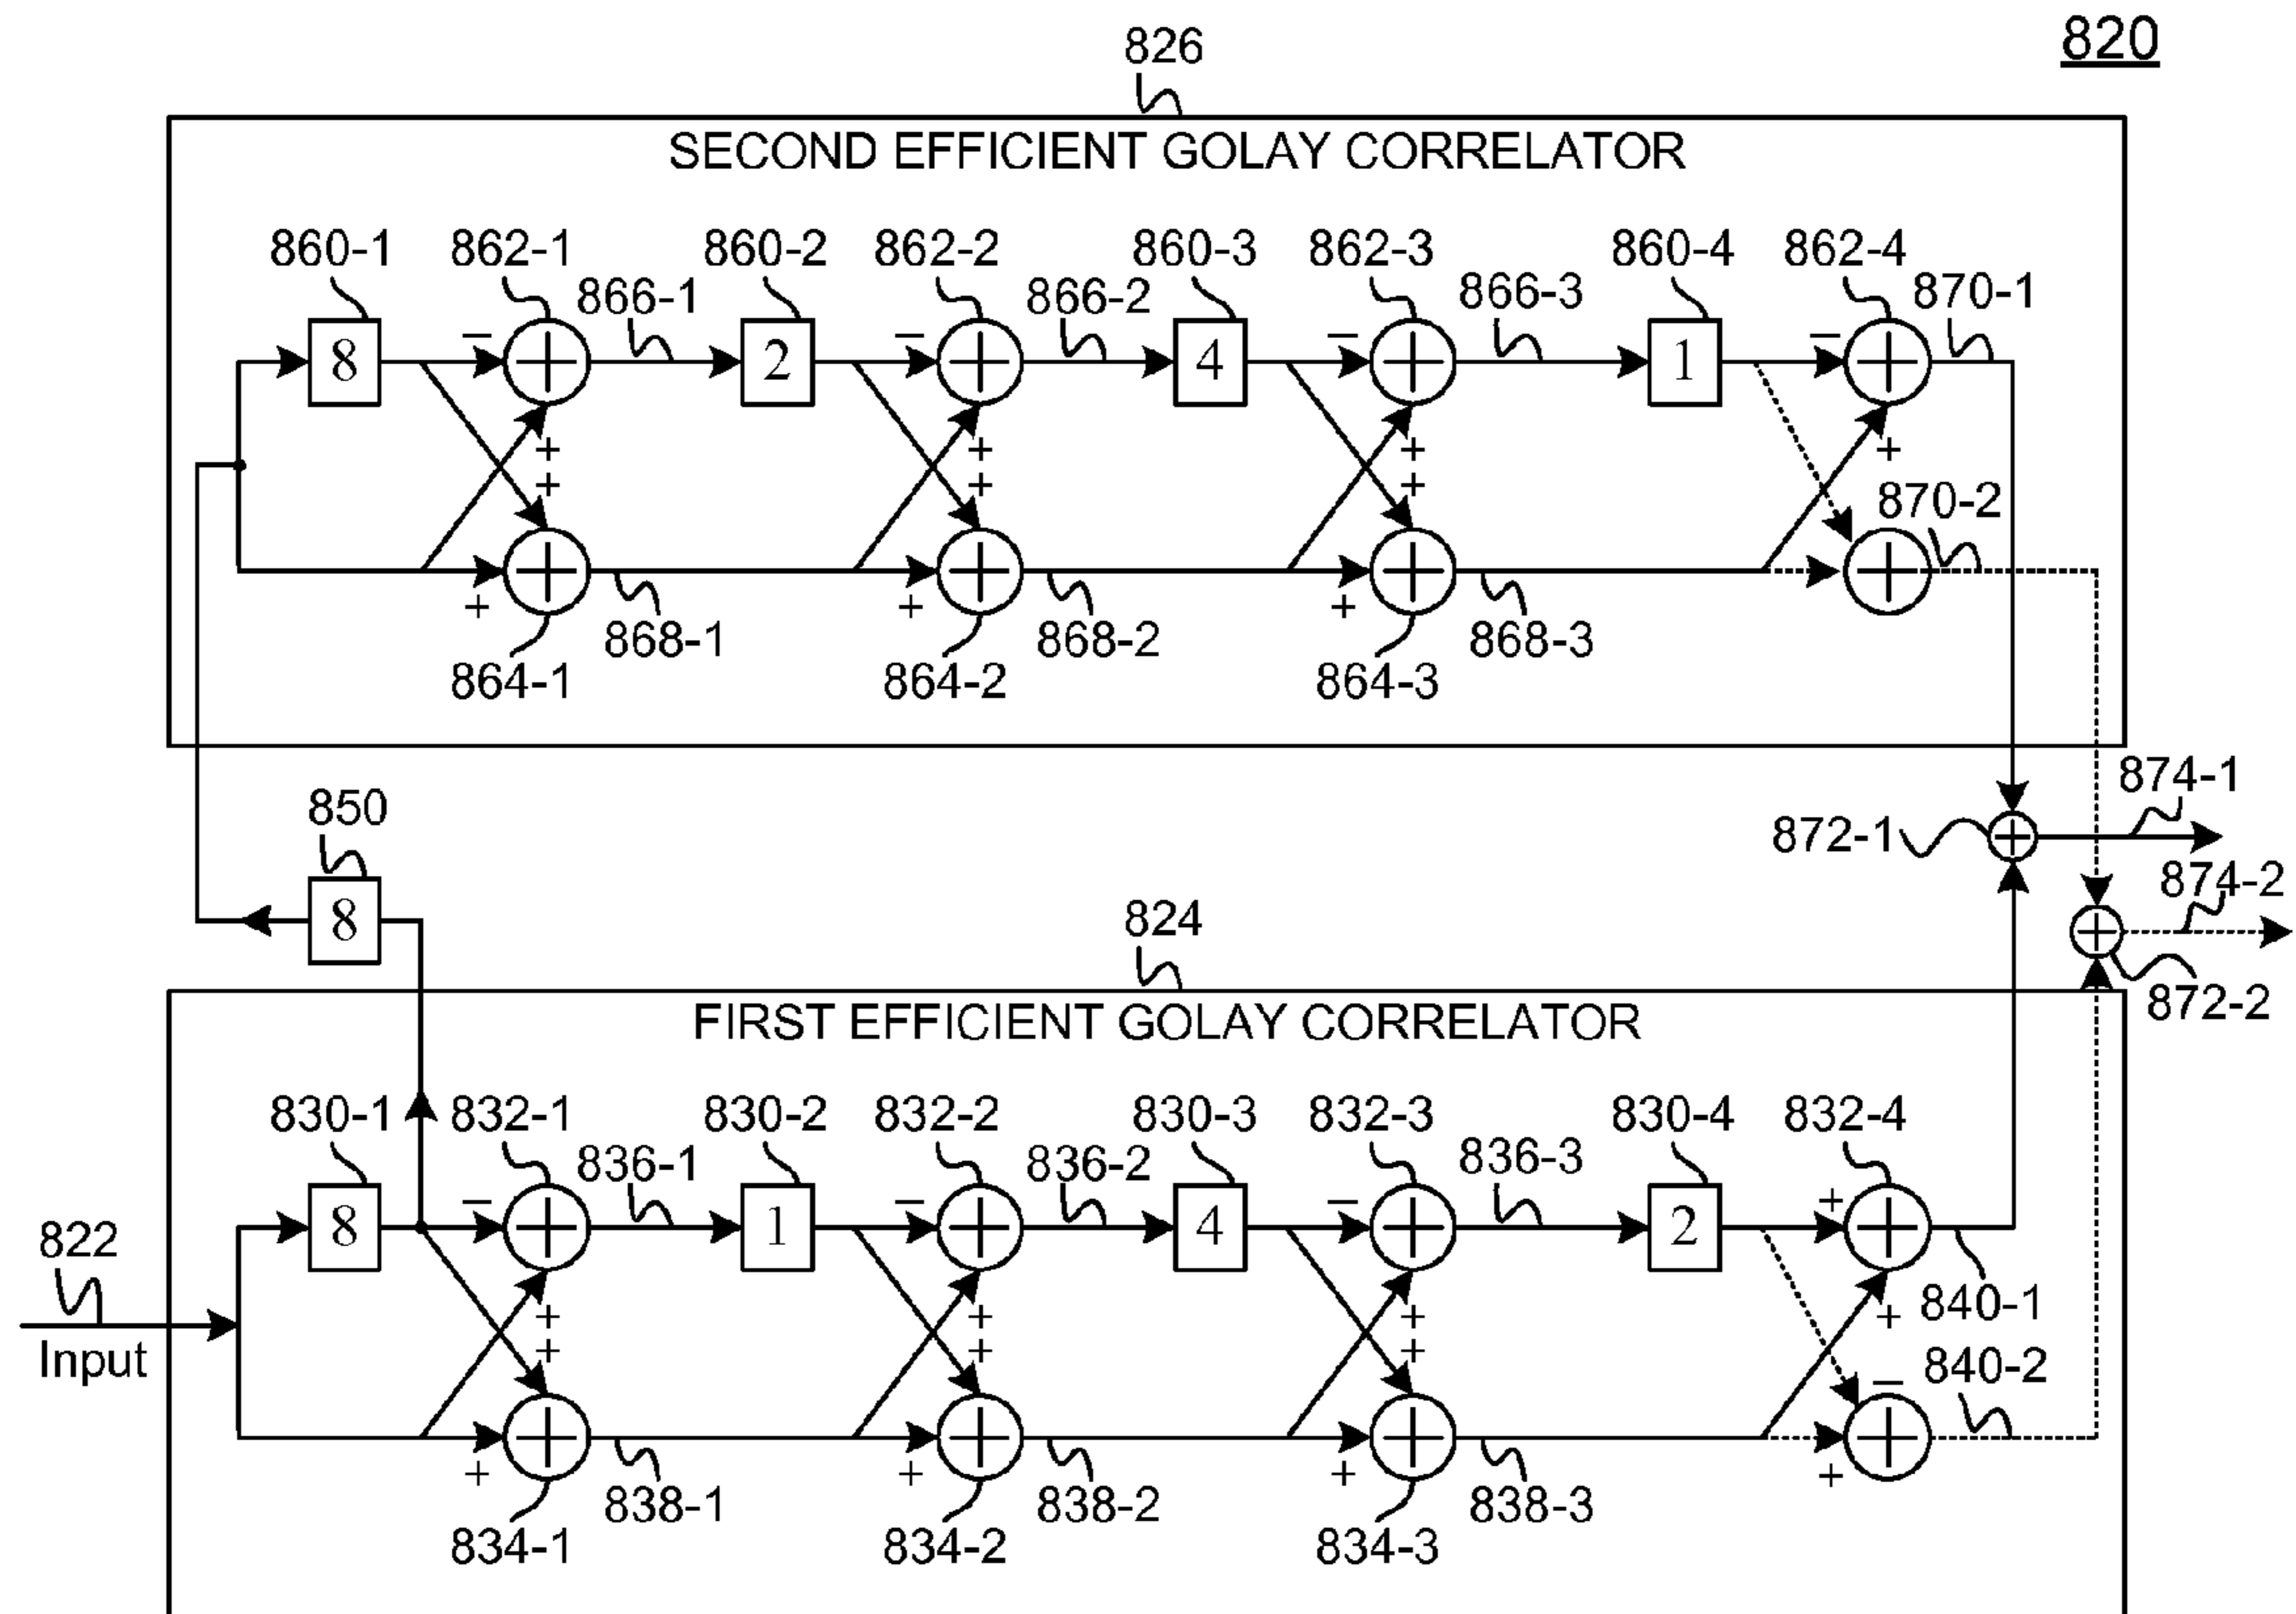 820
826
SECOND EFFICIENT GOLAY CORRELATOR
860-1 862-1 860-2 862-2 860-3 862-3 860-4 862-4
866-1 866-2 866-3 870-1
8 − 2 − 4 − 1 −
+ + + +
+ + +
870-2
+ + +
868-1 868-2 868-3
864-1 864-2 864-3
874-1
850
872-1
874-2
8
824
872-2
FIRST EFFICIENT GOLAY CORRELATOR
830-1 832-1 830-2 832-2 830-3 832-3 830-4 832-4
836-1 836-2 836-3
822
8 − 1 − 4 − 2 +
840-1
+ + + +
Input
+ + +
840-2
−
+ + + +
838-1 838-2 838-3
834-1 834-2 834-3